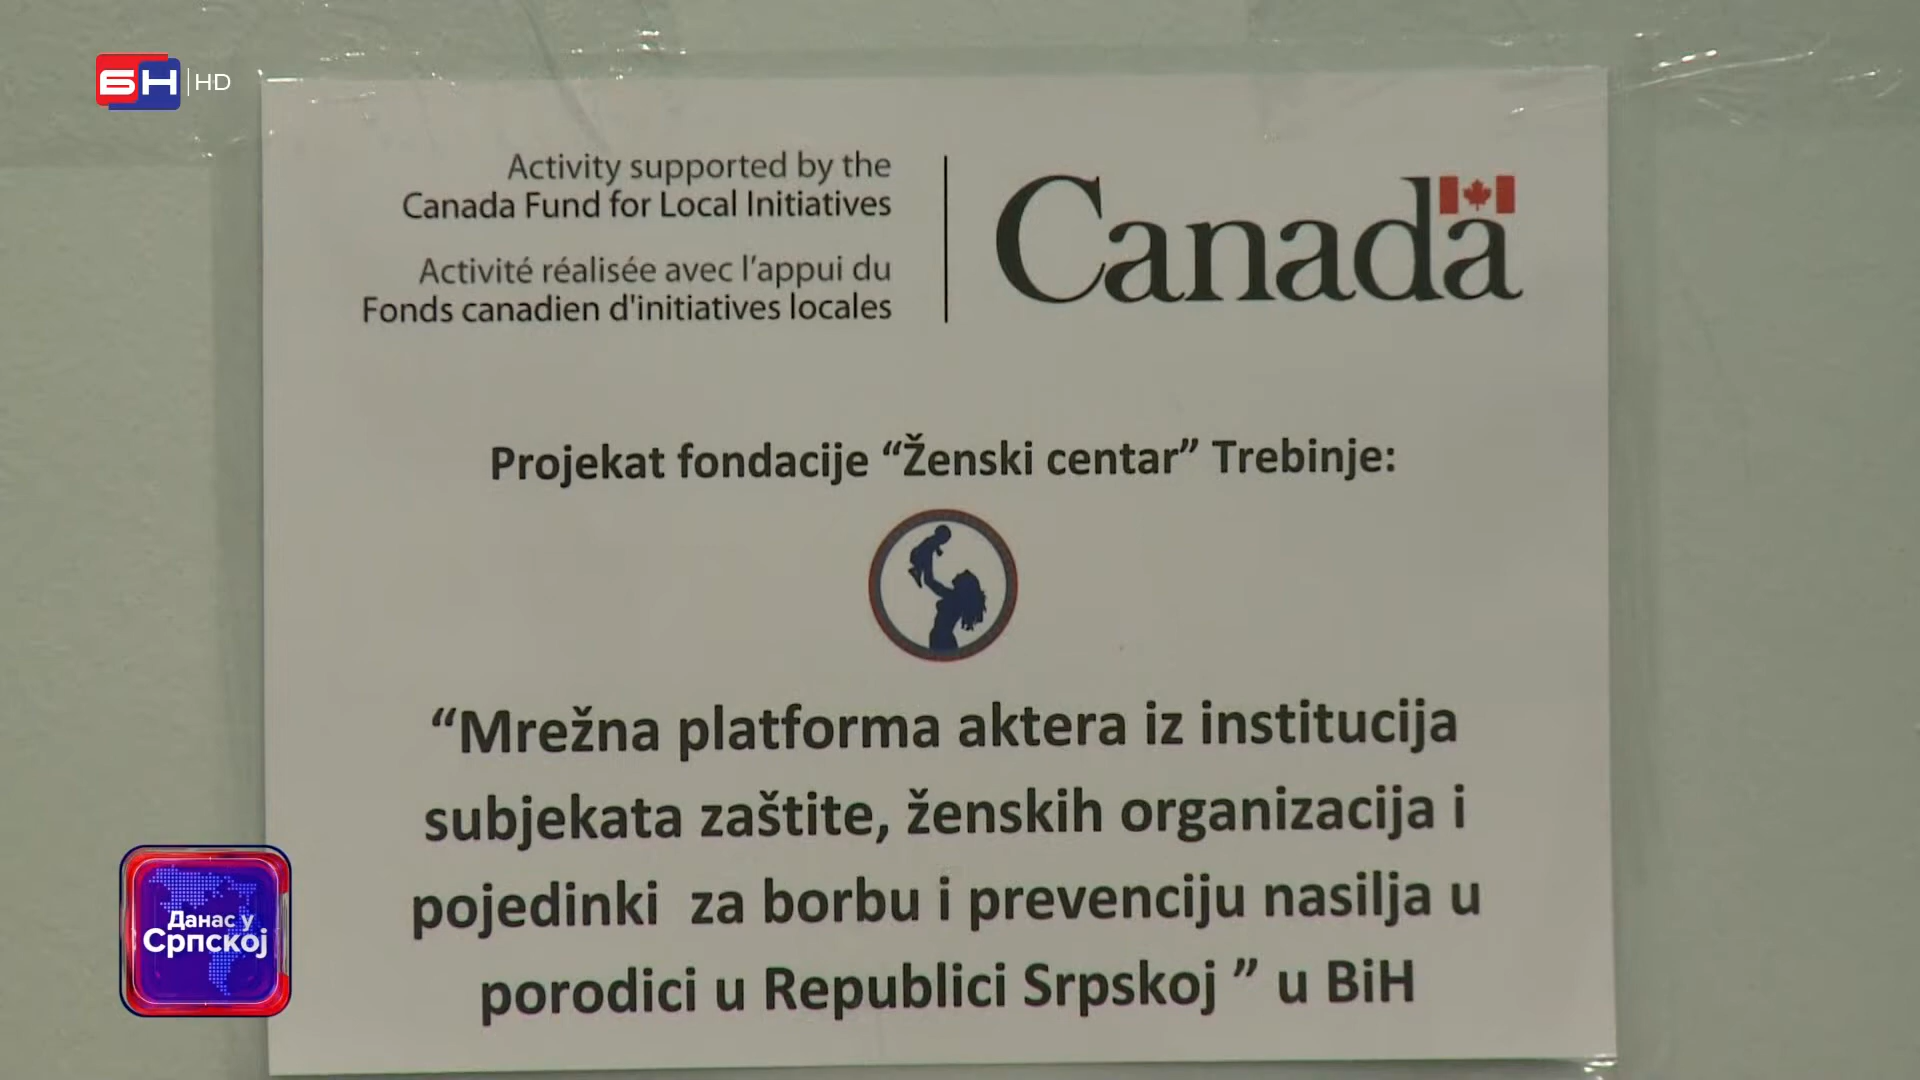 БН HD
Activity supported by the
Canada Fund for Local Initiatives
Activité réalisée avec l'appui du
Fonds canadien d'initiatives locales
Canada
Projekat fondacije “Ženski centar” Trebinje:
“Mrežna platforma aktera iz institucija
subjekata zaštite, ženskih organizacija i
pojedinki za borbu i prevenciju nasilja u
porodici u Republici Srpskoj ” u BiH
Данас у
Српској